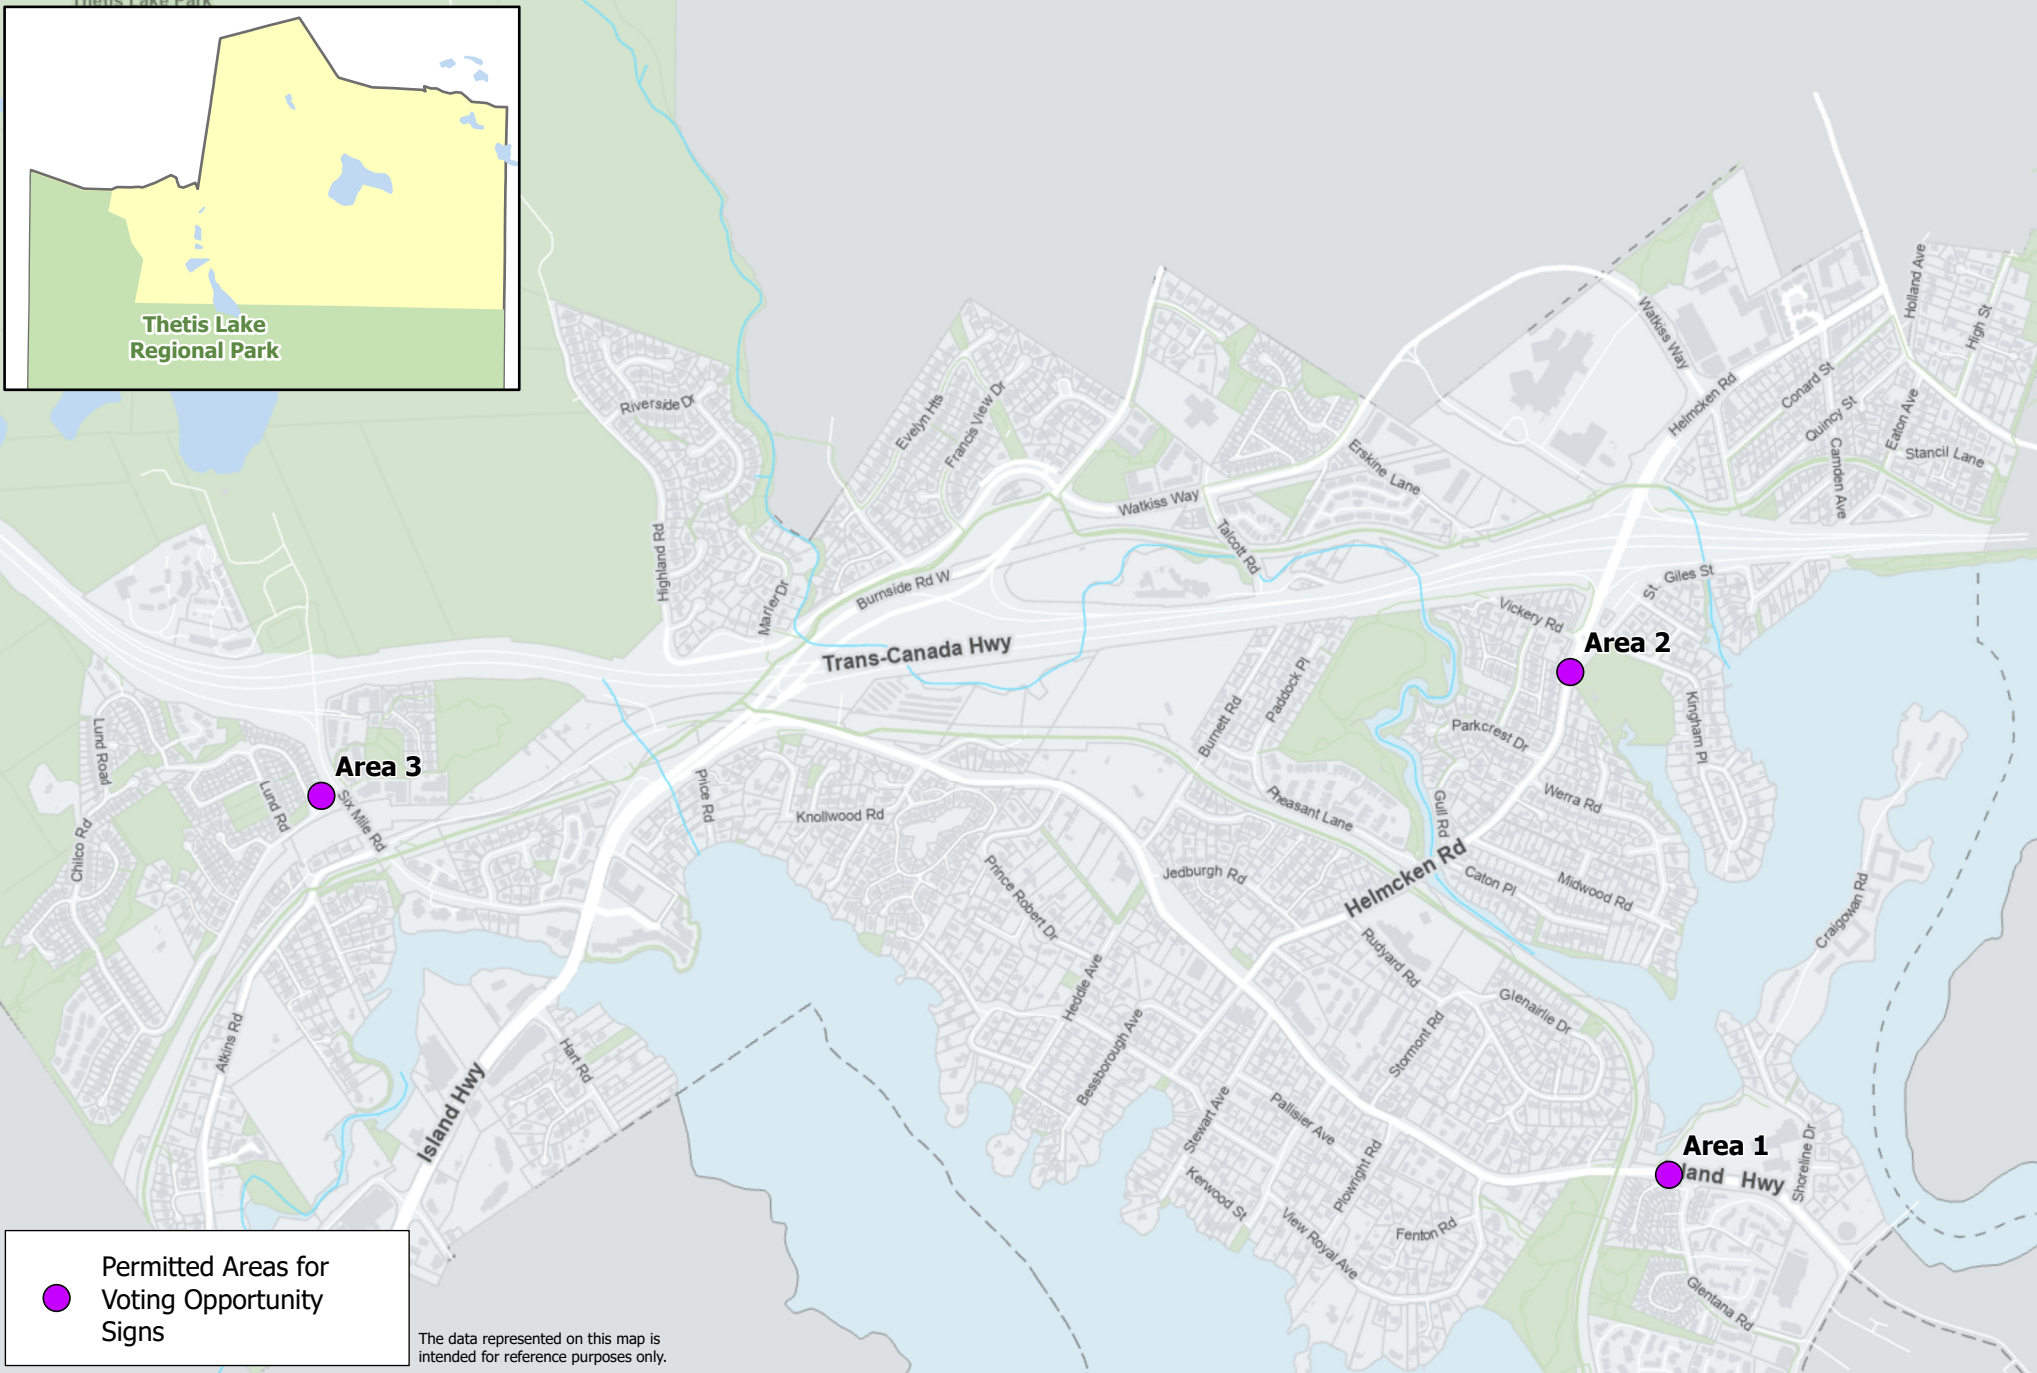 Thetis Lake Park
Thetis Lake
Regional Park
Riverside Dr
Evelyn Hts
Francis View Dr
Highland Rd
Marler Dr
Burnside Rd W
Watkiss Way
Talcott Rd
Erskine Lane
Watkiss Way
Helmcken Rd
Holland Ave
High St
Conard St
Quincy St
Eaton Ave
Camden Ave
Stancil Lane
Giles St
St.
Vickery Rd
Area 2
Trans-Canada Hwy
Burnett Rd
Paddock Pl
Parkcrest Dr
Kingham Pl
Lund Road
Area 3
Lund Rd
Six Mile Rd
Chilco Rd
Price Rd
Knollwood Rd
Pheasant Lane
Gull Rd
Werra Rd
Helmcken Rd
Jedburgh Rd
Caton Pl
Midwood Rd
Prince Robert Dr
Rudyard Rd
Craigowan Rd
Heddle Ave
Glenairlie Dr
Stormont Rd
Atkins Rd
Hart Rd
Bessborough Ave
Island Hwy
Stewart Ave
Pallisier Ave
Plowright Rd
Area 1
land Hwy
Shoreline Dr
Kerwood St
View Royal Ave
Fenton Rd
Glentana Rd
Permitted Areas for
Voting Opportunity
Signs
The data represented on this map is
intended for reference purposes only.